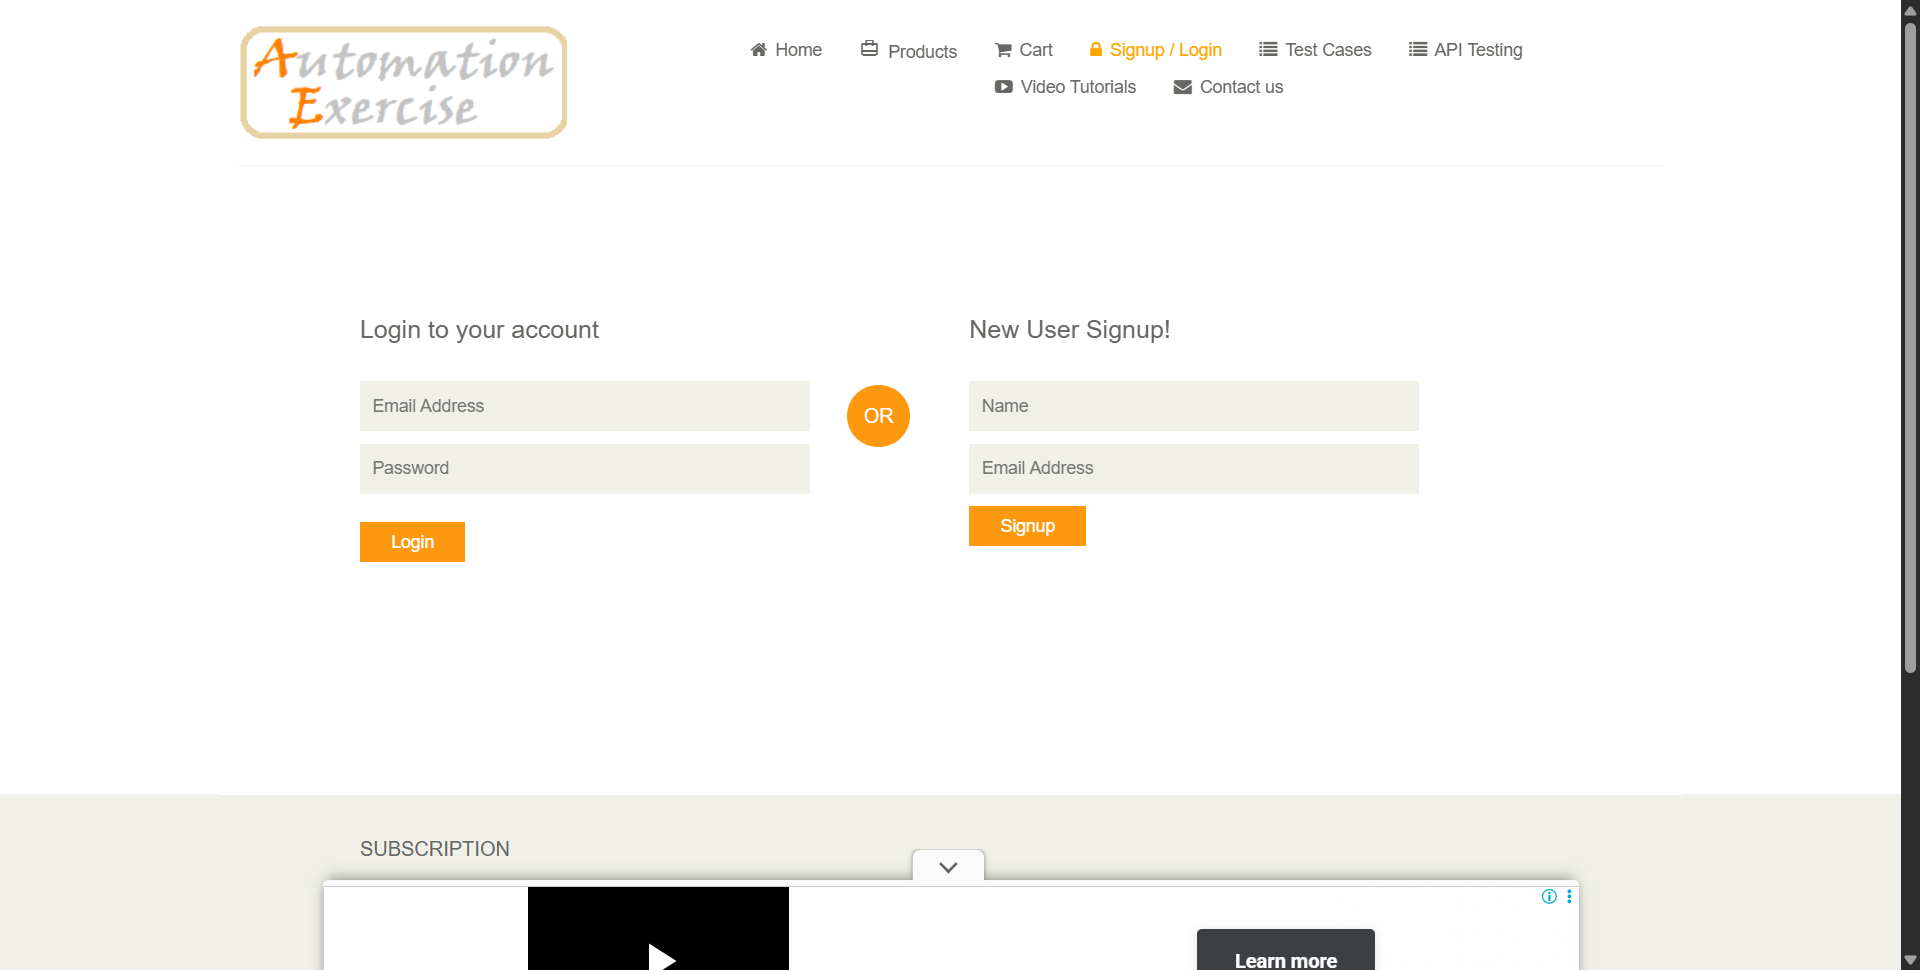 Automation
Exercise
Home Products Cart Signup / Login Test Cases API Testing
Video Tutorials Contact us
Login to your account
Email Address
Password
Login
OR
New User Signup!
Name
Email Address
Signup
SUBSCRIPTION
Learn more